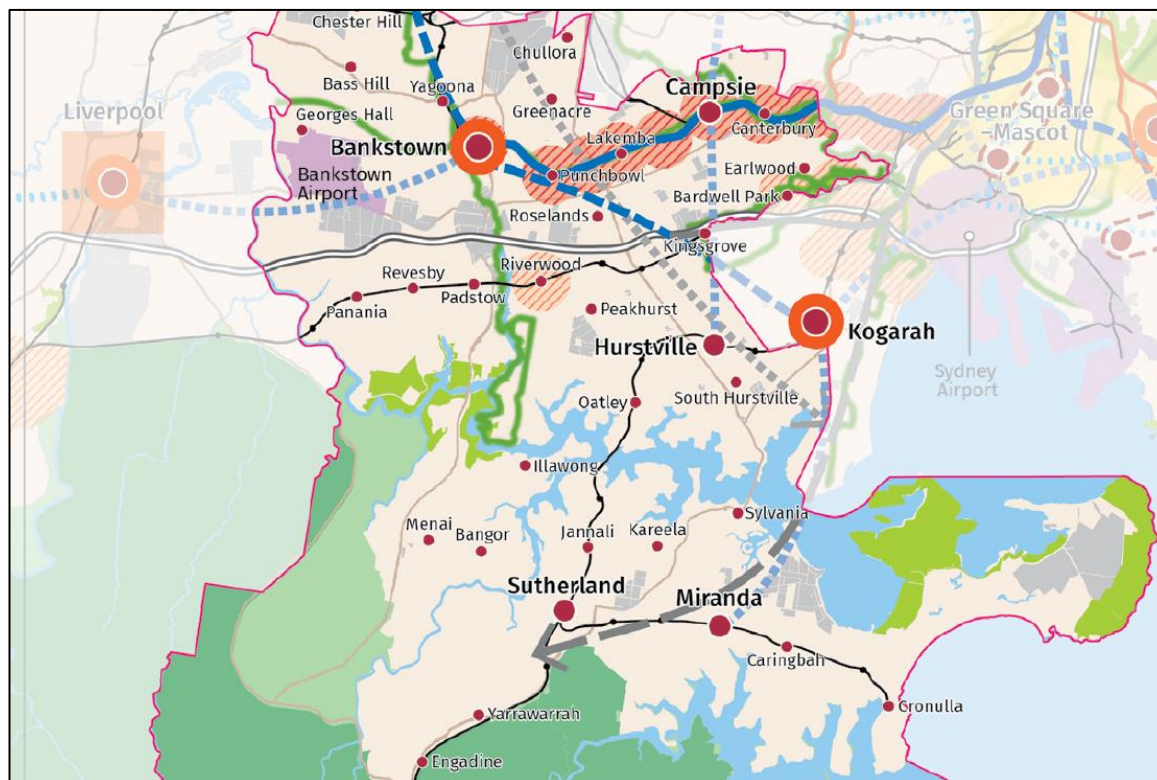 Chester Hill
Chullora
Bass Hill
Yagoona
Campsie
Liverpool
Greenacre
Georges Hall
Canterbury
Green Square
–Mascot
Lakemba
Bankstown
Earlwood
Punchbowl
Bankstown
Airport
Bardwell Park
Roselands
Kingsgrove
Riverwood
Revesby
Padstow
Panania
Peakhurst
Kogarah
Hurstville
Sydney
Airport
South Hurstville
Oatley
Illawong
Sylvania
Menai
Bangor
Jannali
Kareela
Sutherland
Miranda
Caringbah
Cronulla
Yarrawarrah
Engadine